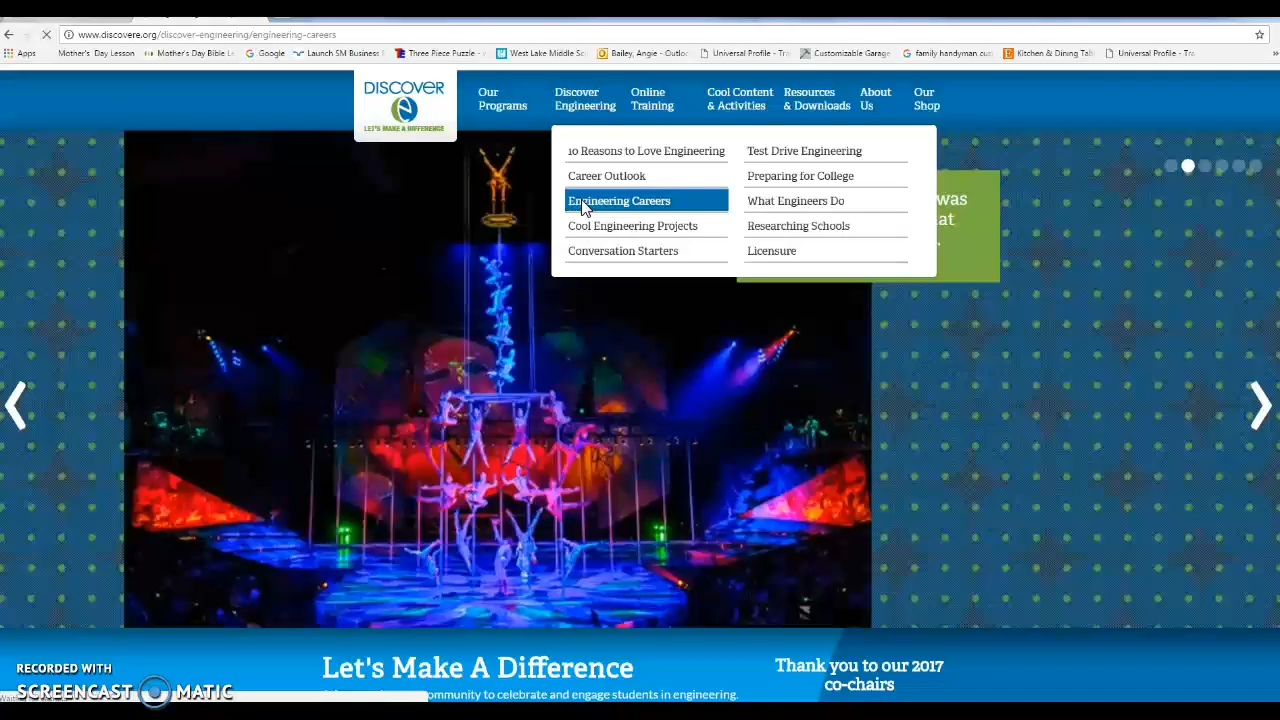 www.discovere.org/discover-engineering/engineering-careers
Apps Mother's Day Lesson Mother's Day Bible Le Google Launch SM Business Three Piece Puzzle - West Lake Middle Sc Bailey, Angie - Outlo Universal Profile - Tra Customizable Garage family handyman.cus Kitchen & Dining Tab Universal Profile - Tra
DISCOVER
LET'S MAKE A DIFFERENCE
Our Programs
Discover Engineering
Online Training
Cool Content & Activities
Resources & Downloads
About Us
Our Shop
10 Reasons to Love Engineering
Career Outlook
Engineering Careers
Cool Engineering Projects
Conversation Starters
Test Drive Engineering
Preparing for College
What Engineers Do
Researching Schools
Licensure
was
at
Let's Make A Difference
community to celebrate and engage students in engineering.
Thank you to our 2017
co-chairs
RECORDED WITH
SCREENCAST MATIC